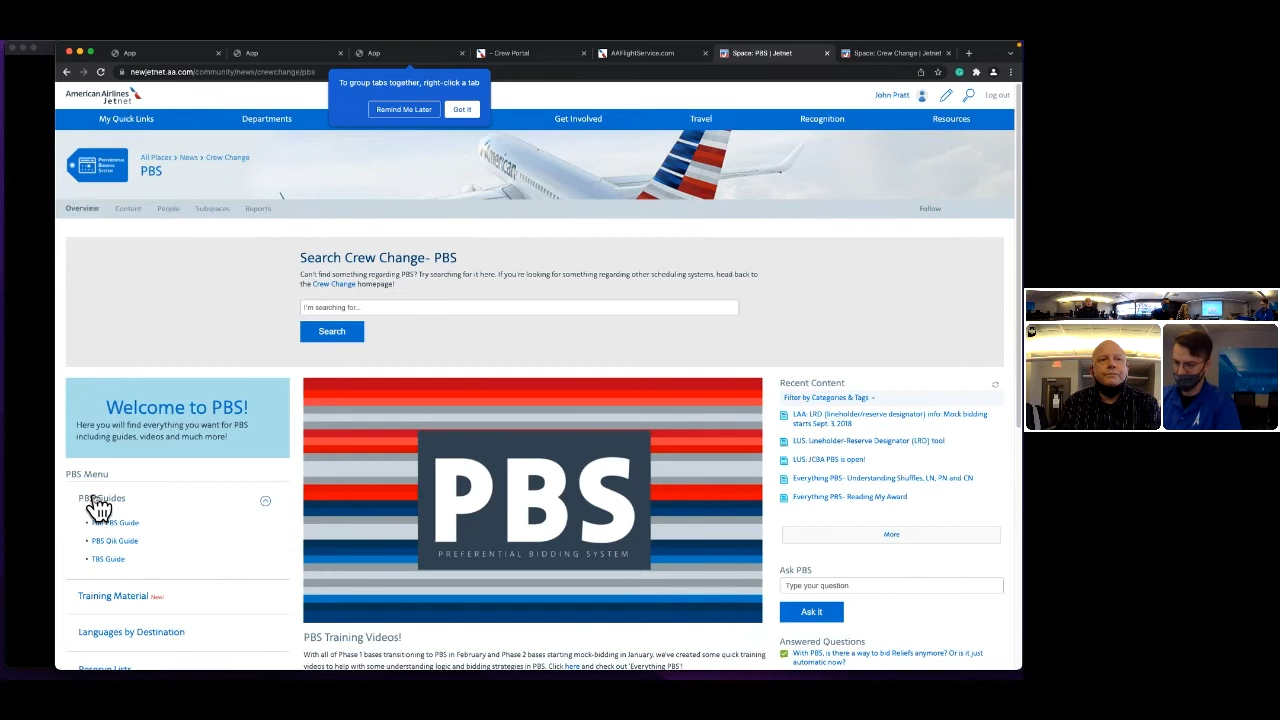 App
App
App
- Crew Portal
AAFlightService.com
Space: PBS | Jetnet
Space: Crew Change | Jetnet
newjetnet.aa.com/community/news/crewchange/pbs
To group tabs together, right-click a tab
Remind Me Later
Got it
American Airlines
Jetnet
John Pratt
Log out
My Quick Links
Departments
Get Involved
Travel
Recognition
Resources
PREFERENTIAL
BIDDING
SYSTEM
All Places > News > Crew Change
PBS
American
Overview
Content
People
Subspaces
Reports
Follow
Search Crew Change- PBS
Can't find something regarding PBS? Try searching for it here. If you're looking for something regarding other scheduling systems, head back to
the Crew Change homepage!
I'm searching for...
Search
Welcome to PBS!
Here you will find everything you want for PBS
including guides, videos and much more!
PBS Menu
PBS Guides
PBS Guide
PBS Qik Guide
TBS Guide
Training Material New!
Languages by Destination
Reserve Lists
PBS
PREFERENTIAL BIDDING SYSTEM
PBS Training Videos!
With all of Phase 1 bases transitioning to PBS in February and Phase 2 bases starting mock-bidding in January, we've created some quick training
videos to help with some understanding logic and bidding strategies in PBS. Click here and check out 'Everything PBS'!
Recent Content
Filter by Categories & Tags
LAA: LRD (lineholder/reserve designator) info: Mock bidding
starts Sept. 3, 2018
LUS: Lineholder-Reserve Designator (LRD) tool
LUS: JCBA PBS is open!
Everything PBS- Understanding Shuffles, LN, PN and CN
Everything PBS- Reading My Award
More
Ask PBS
Type your question
Ask it
Answered Questions
With PBS, is there a way to bid Reliefs anymore? Or is it just
automatic now?